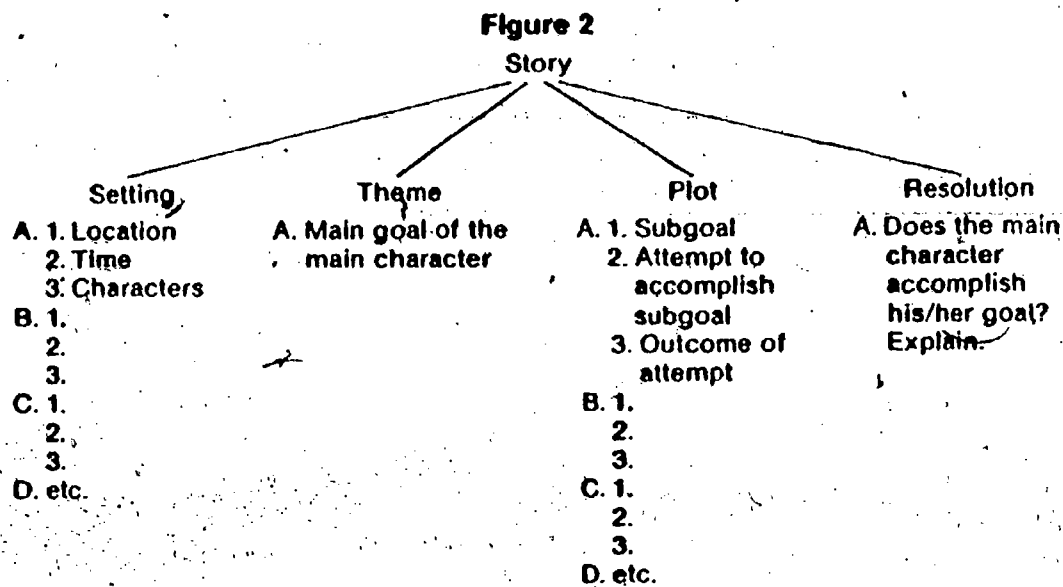 Figure 2
Story
Setting
A. 1. Location
2. Time
3. Characters
B. 1.
2.
3.
C. 1.
2.
3.
D. etc.
Theme
A. Main goal of the
main character
Plot
A. 1. Subgoal
2. Attempt to
accomplish
subgoal
3. Outcome of
attempt
B. 1.
2.
3.
C. 1.
2.
3.
D. etc.
Resolution
A. Does the main
character
accomplish
his/her goal?
Explain.